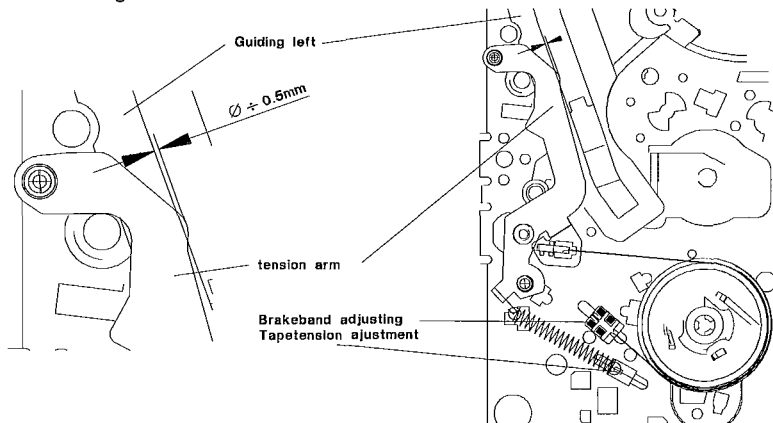 Guiding left
Ø ÷ 0.5mm
tension arm
Brakeband adjusting
Tapetension ajustment